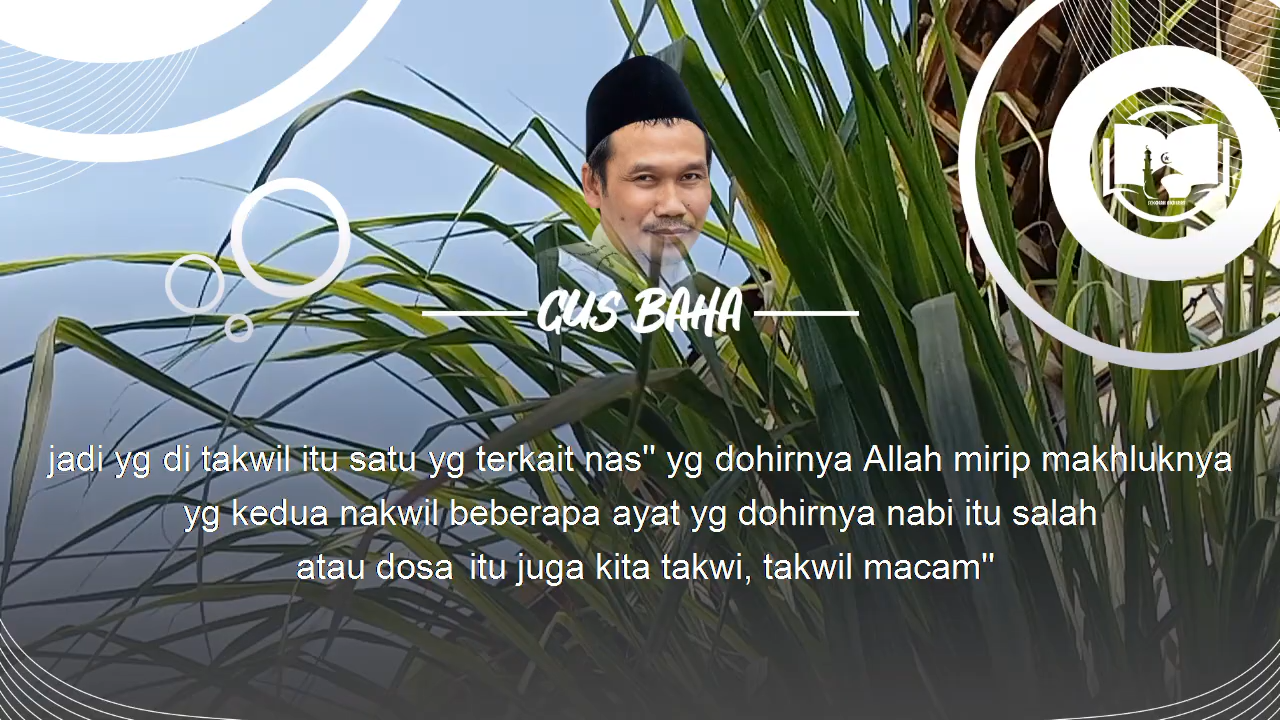 GUS BAHA
jadi yg di takwil itu satu yg terkait nas" yg dohirnya Allah mirip makhluknya
yg kedua nakwil beberapa ayat yg dohirnya nabi itu salah
atau dosa itu juga kita takwi, takwil macam"